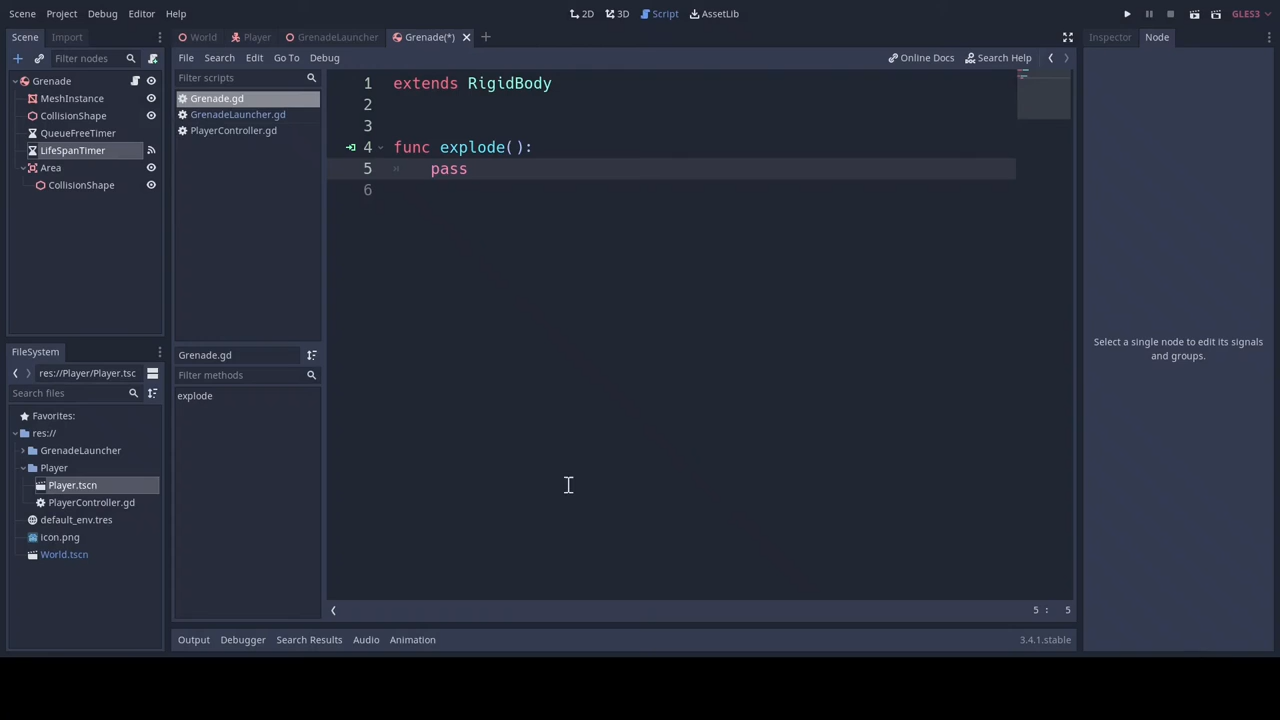 Scene Project Debug Editor Help
2D 3D Script AssetLib
GLES3
Scene Import
World Player GrenadeLauncher Grenade(*)
Inspector Node
Filter nodes
File Search Edit Go To Debug
Online Docs Search Help
Filter scripts
Grenade
MeshInstance
CollisionShape
QueueFreeTimer
LifeSpanTimer
Area
CollisionShape
Grenade.gd
GrenadeLauncher.gd
PlayerController.gd
1 extends RigidBody
2
3
4 func explode():
5 pass
6
Select a single node to edit its signals
and groups.
FileSystem
res://Player/Player.tsc
Search files
Favorites:
res://
GrenadeLauncher
Player
Player.tscn
PlayerController.gd
default_env.tres
icon.png
World.tscn
Grenade.gd
Filter methods
explode
5 : 5
Output Debugger Search Results Audio Animation
3.4.1.stable